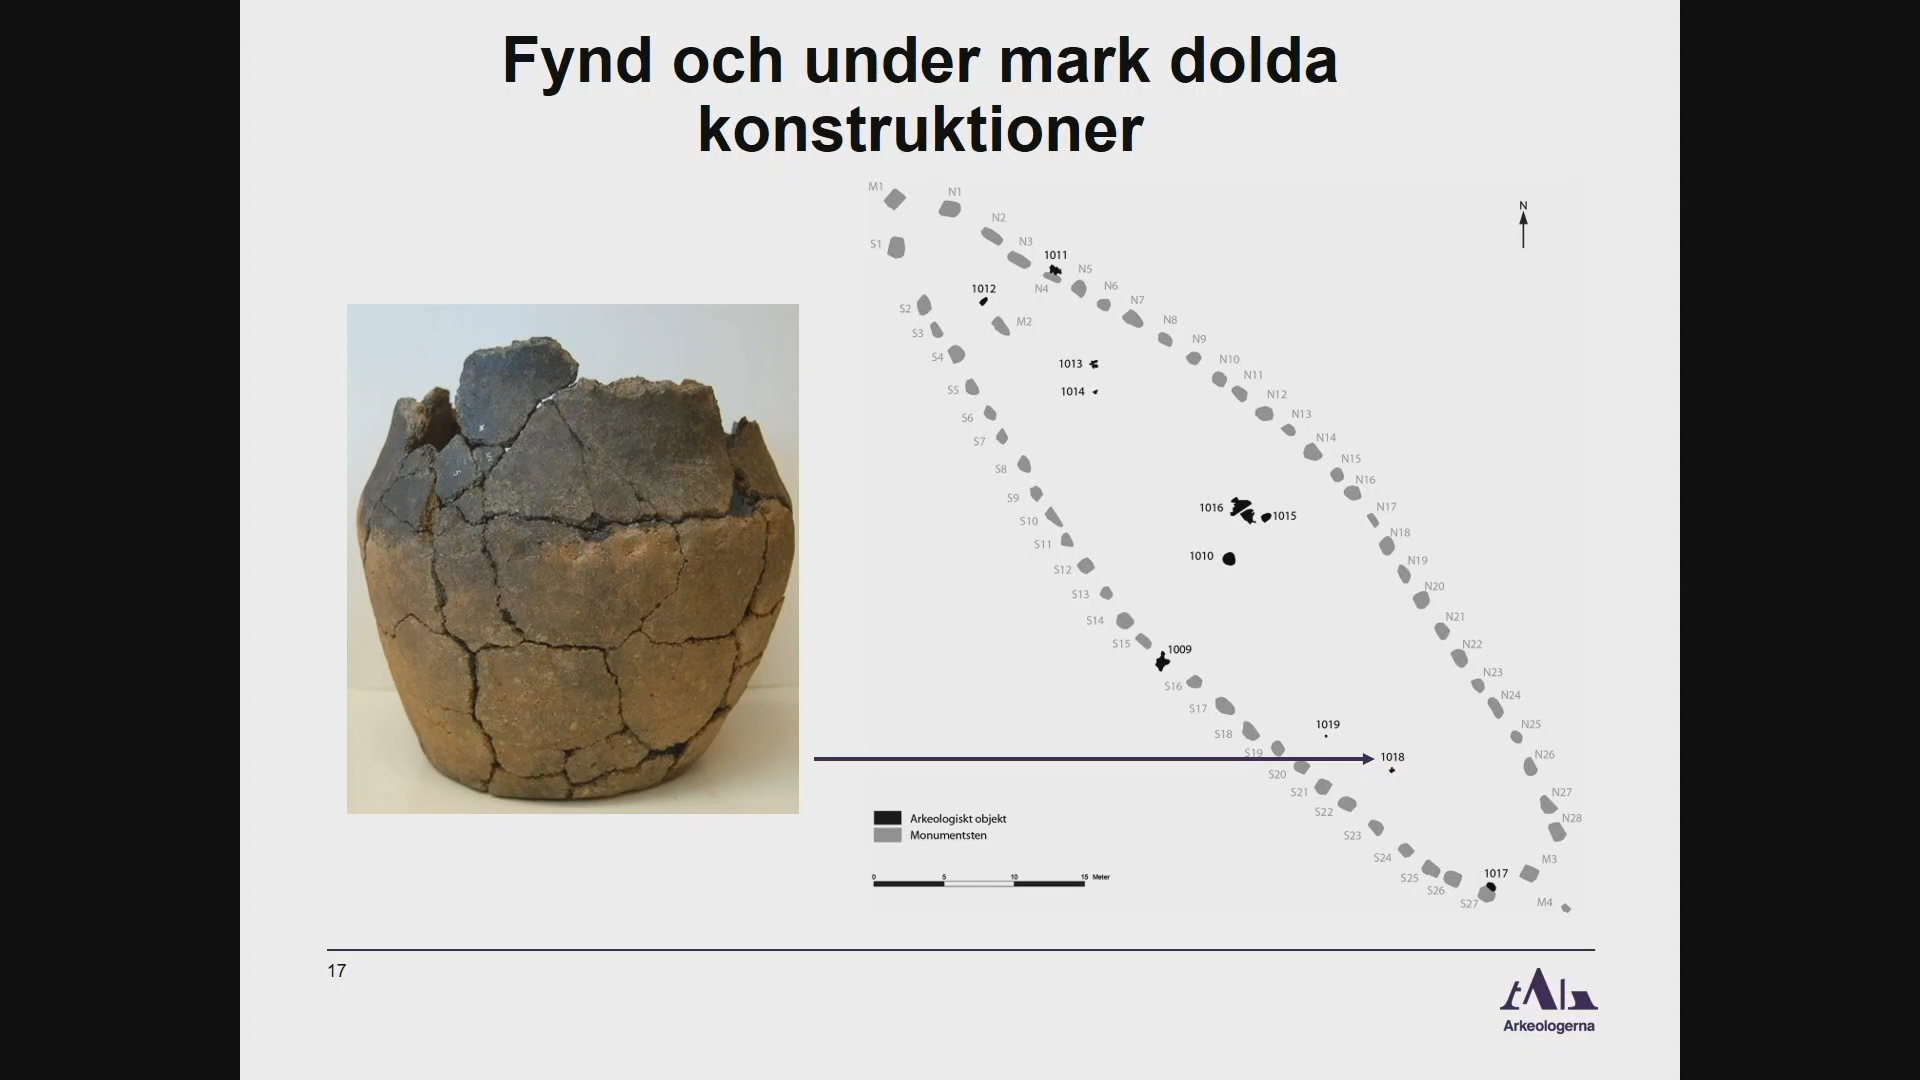 Fynd och under mark dolda
konstruktioner
M1
N1
N
N2
S1
N3
1011
N5
1012
N4
N6
N7
S2
M2
N8
S3
N9
S4
1013
N10
N11
S5
1014
N12
S6
N13
S7
N14
S8
N15
N16
S9
1016
1015
N17
S10
N18
S11
1010
N19
S12
N20
S13
S14
N21
S15
1009
N22
N23
S16
N24
S17
1019
N25
S18
S19
1018
N26
S20
S21
N27
S22
N28
Arkeologiskt objekt
Monumentsten
S23
S24
M3
0 5 10 15 Meter
S25
1017
S26
S27
M4
17
Arkeologerna